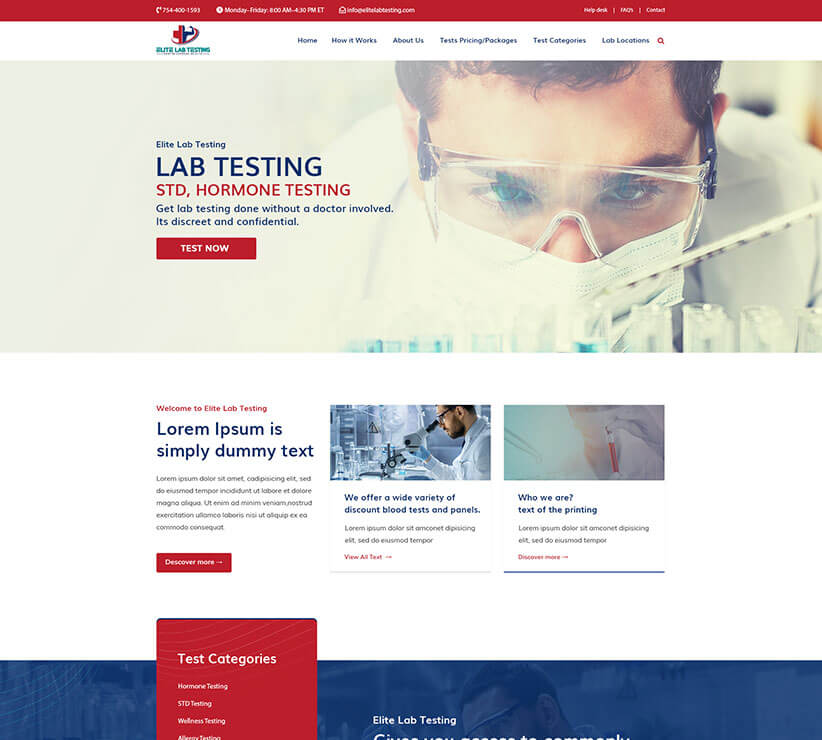 754-400-1593
Monday-Friday: 8:00 AM-4:30 PM ET
info@elitelabtesting.com
Help desk | FAQ's | Contact
ELITE LAB TESTING
Home
How it Works
About Us
Tests Pricing/Packages
Test Categories
Lab Locations
Elite Lab Testing
LAB TESTING
STD, HORMONE TESTING
Get lab testing done without a doctor involved.
Its discreet and confidential.
TEST NOW
Welcome to Elite Lab Testing
Lorem Ipsum is
simply dummy text
Lorem ipsum dolor sit amet, cadipisicing elit, sed
do eiusmod tempor incididunt ut labore et dolore
magna aliqua. Ut enim ad minim veniam,nostrud
exercitation ullamco laboris nisi ut aliquip ex ea
commodo consequat.
Descover more →
We offer a wide variety of
discount blood tests and panels.
Lorem ipsum dolor sit amconet dipisicing
elit, sed do eiusmod tempor
View All Text →
Who we are?
text of the printing
Lorem ipsum dolor sit amconet dipisicing
elit, sed do eiusmod tempor
Discover more →
Test Categories
Hormone Testing
STD Testing
Wellness Testing
Allergy Testing
Elite Lab Testing
Gives you access to commonly